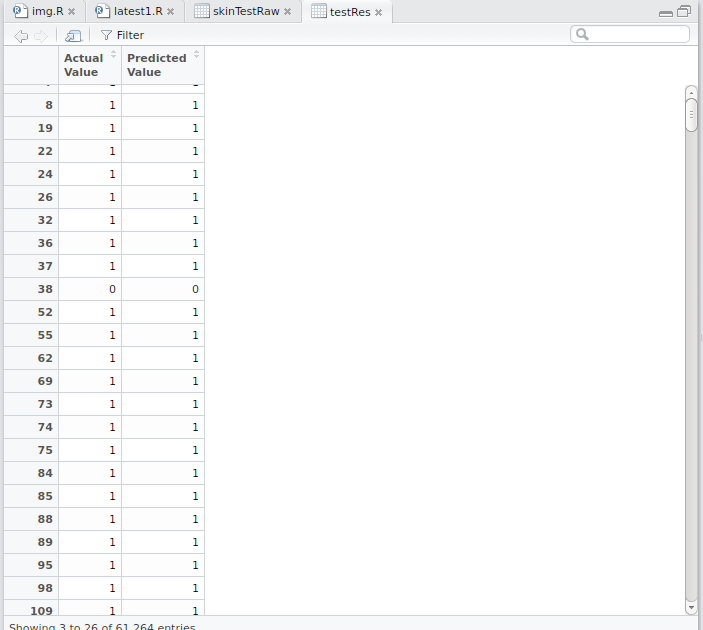 img.R latest1.R skinTestRaw testRes
Filter
Actual Value Predicted Value
8 1 1
19 1 1
22 1 1
24 1 1
26 1 1
32 1 1
36 1 1
37 1 1
38 0 0
52 1 1
55 1 1
62 1 1
69 1 1
73 1 1
74 1 1
75 1 1
84 1 1
85 1 1
88 1 1
89 1 1
95 1 1
98 1 1
109 1 1
Showing 3 to 26 of 61,264 entries